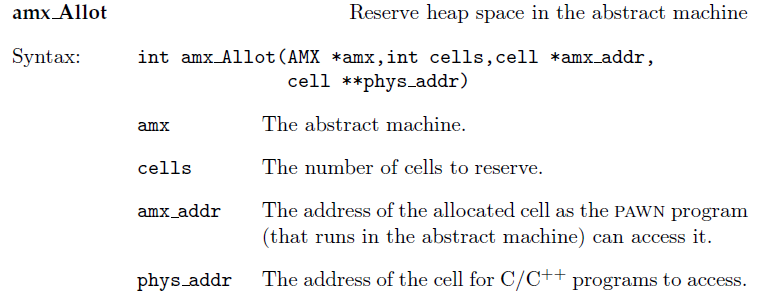 amx_Allot Reserve heap space in the abstract machine
Syntax: int amx_Allot(AMX *amx,int cells,cell *amx_addr,
cell **phys_addr)
amx The abstract machine.
cells The number of cells to reserve.
amx_addr The address of the allocated cell as the PAWN program
(that runs in the abstract machine) can access it.
phys_addr The address of the cell for C/C++ programs to access.